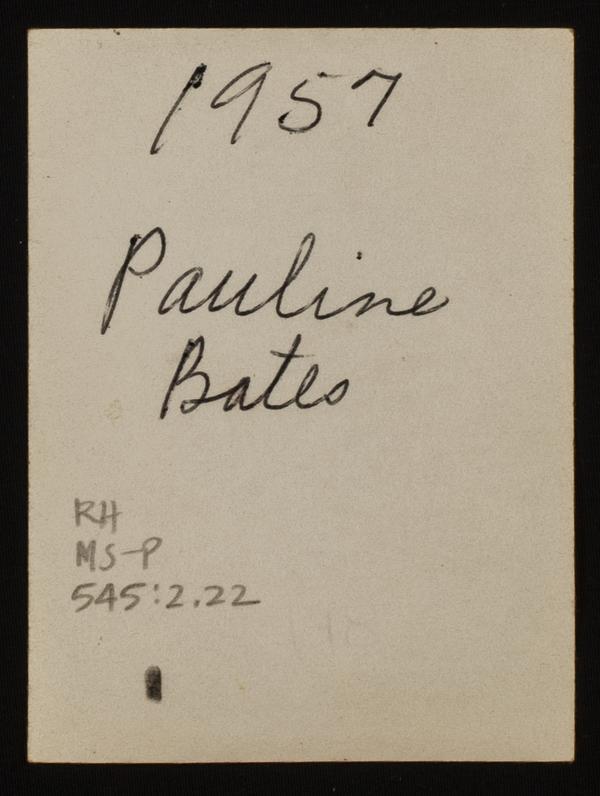 1957
Pauline
Bates
RH
MS-P
545:2.22